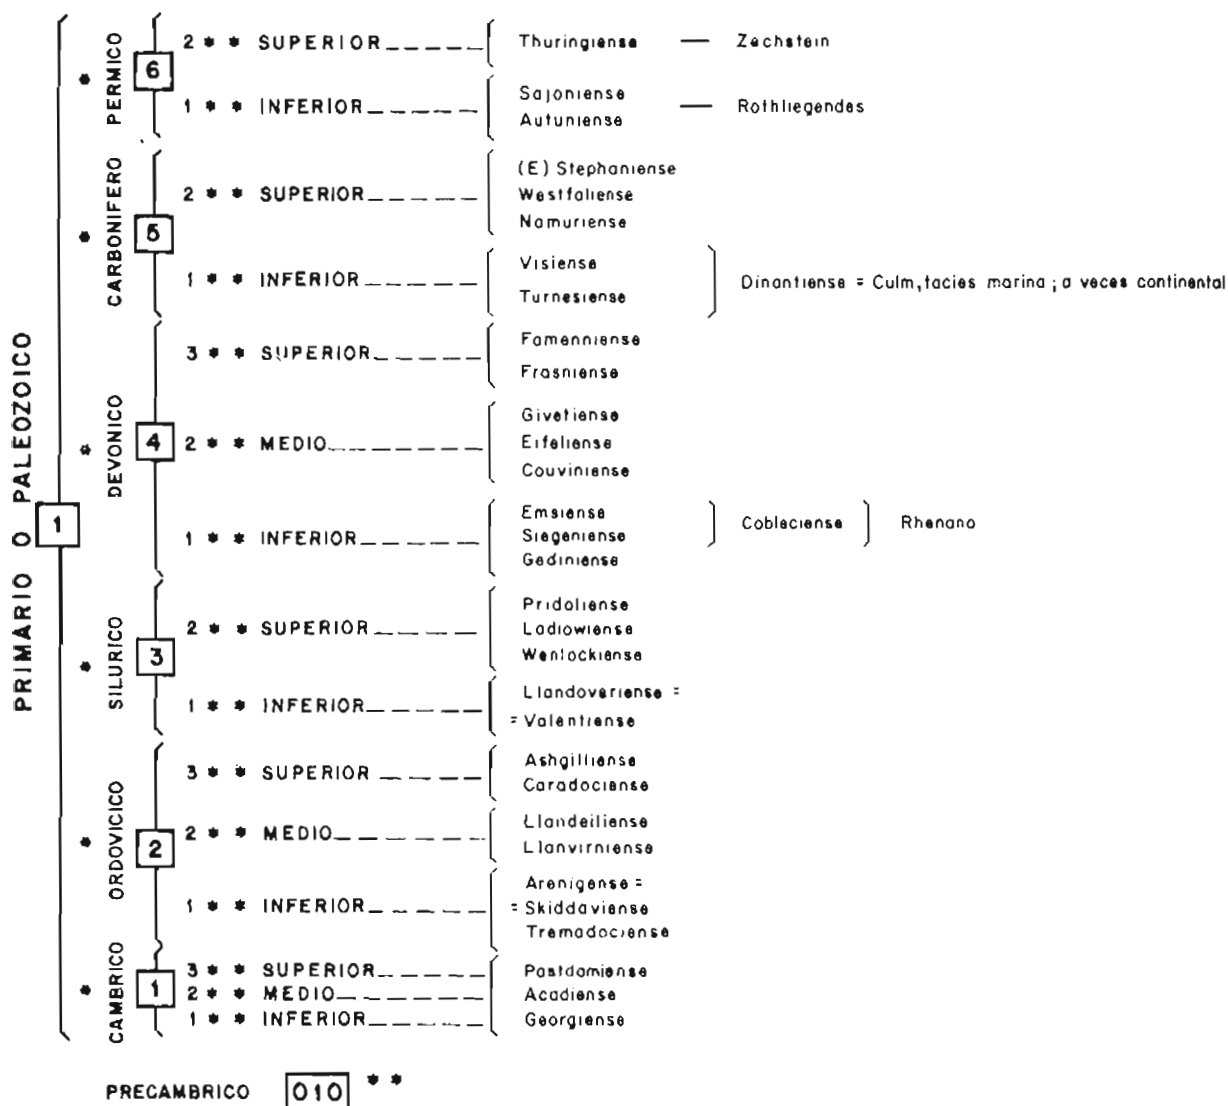 PRIMARIO O PALEOZOICO
1
* PERMICO 6
2 * * SUPERIOR Thuringiense — Zechstein
1 * * INFERIOR
Sajoniense
Autuniense
— Rothliegendes
* CARBONIFERO 5
2 * * SUPERIOR
(E) Stephaniense
Westfaliense
Namuriense
1 * * INFERIOR
Visiense
Turnesiense
Dinantiense = Culm, facies marina ; a veces continental
* DEVONICO 4
3 * * SUPERIOR
Famenniense
Frasniense
2 * * MEDIO
Givetiense
Eifeliense
Couviniense
1 * * INFERIOR
Emsiense
Siegeniense
Gediniense
Cobleciense
Rhenano
* SILURICO 3
2 * * SUPERIOR
Pridoliense
Ladlowiense
Wenlockiense
1 * * INFERIOR
Llandoveriense =
= Valentiense
* ORDOVICICO 2
3 * * SUPERIOR
Ashgilliense
Caradociense
2 * * MEDIO
Llandeiliense
Llanvirniense
1 * * INFERIOR
Arenigense =
= Skiddaviense
Tremadociense
* CAMBRICO 1
3 * * SUPERIOR Postdamiense
2 * * MEDIO Acadiense
1 * * INFERIOR Georgiense
PRECAMBRICO 010 * *